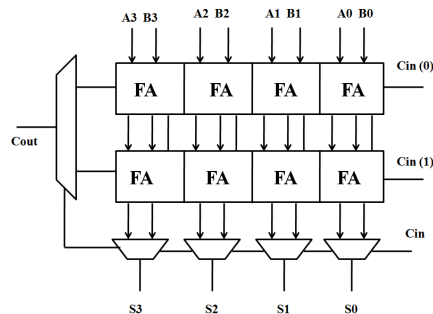 A3 B3 A2 B2 A1 B1 A0 B0
FA FA FA FA Cin (0)
Cout
FA FA FA FA Cin (1)
Cin
S3 S2 S1 S0